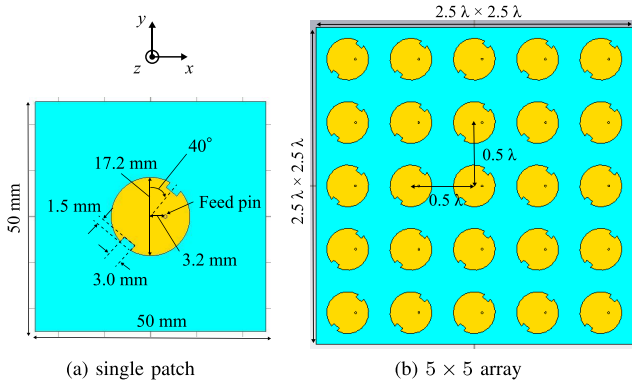 y
z
x
50 mm
17.2 mm
40°
1.5 mm
Feed pin
3.2 mm
3.0 mm
50 mm
(a) single patch
2.5 λ × 2.5 λ
2.5 λ × 2.5 λ
0.5 λ
0.5 λ
(b) 5 × 5 array